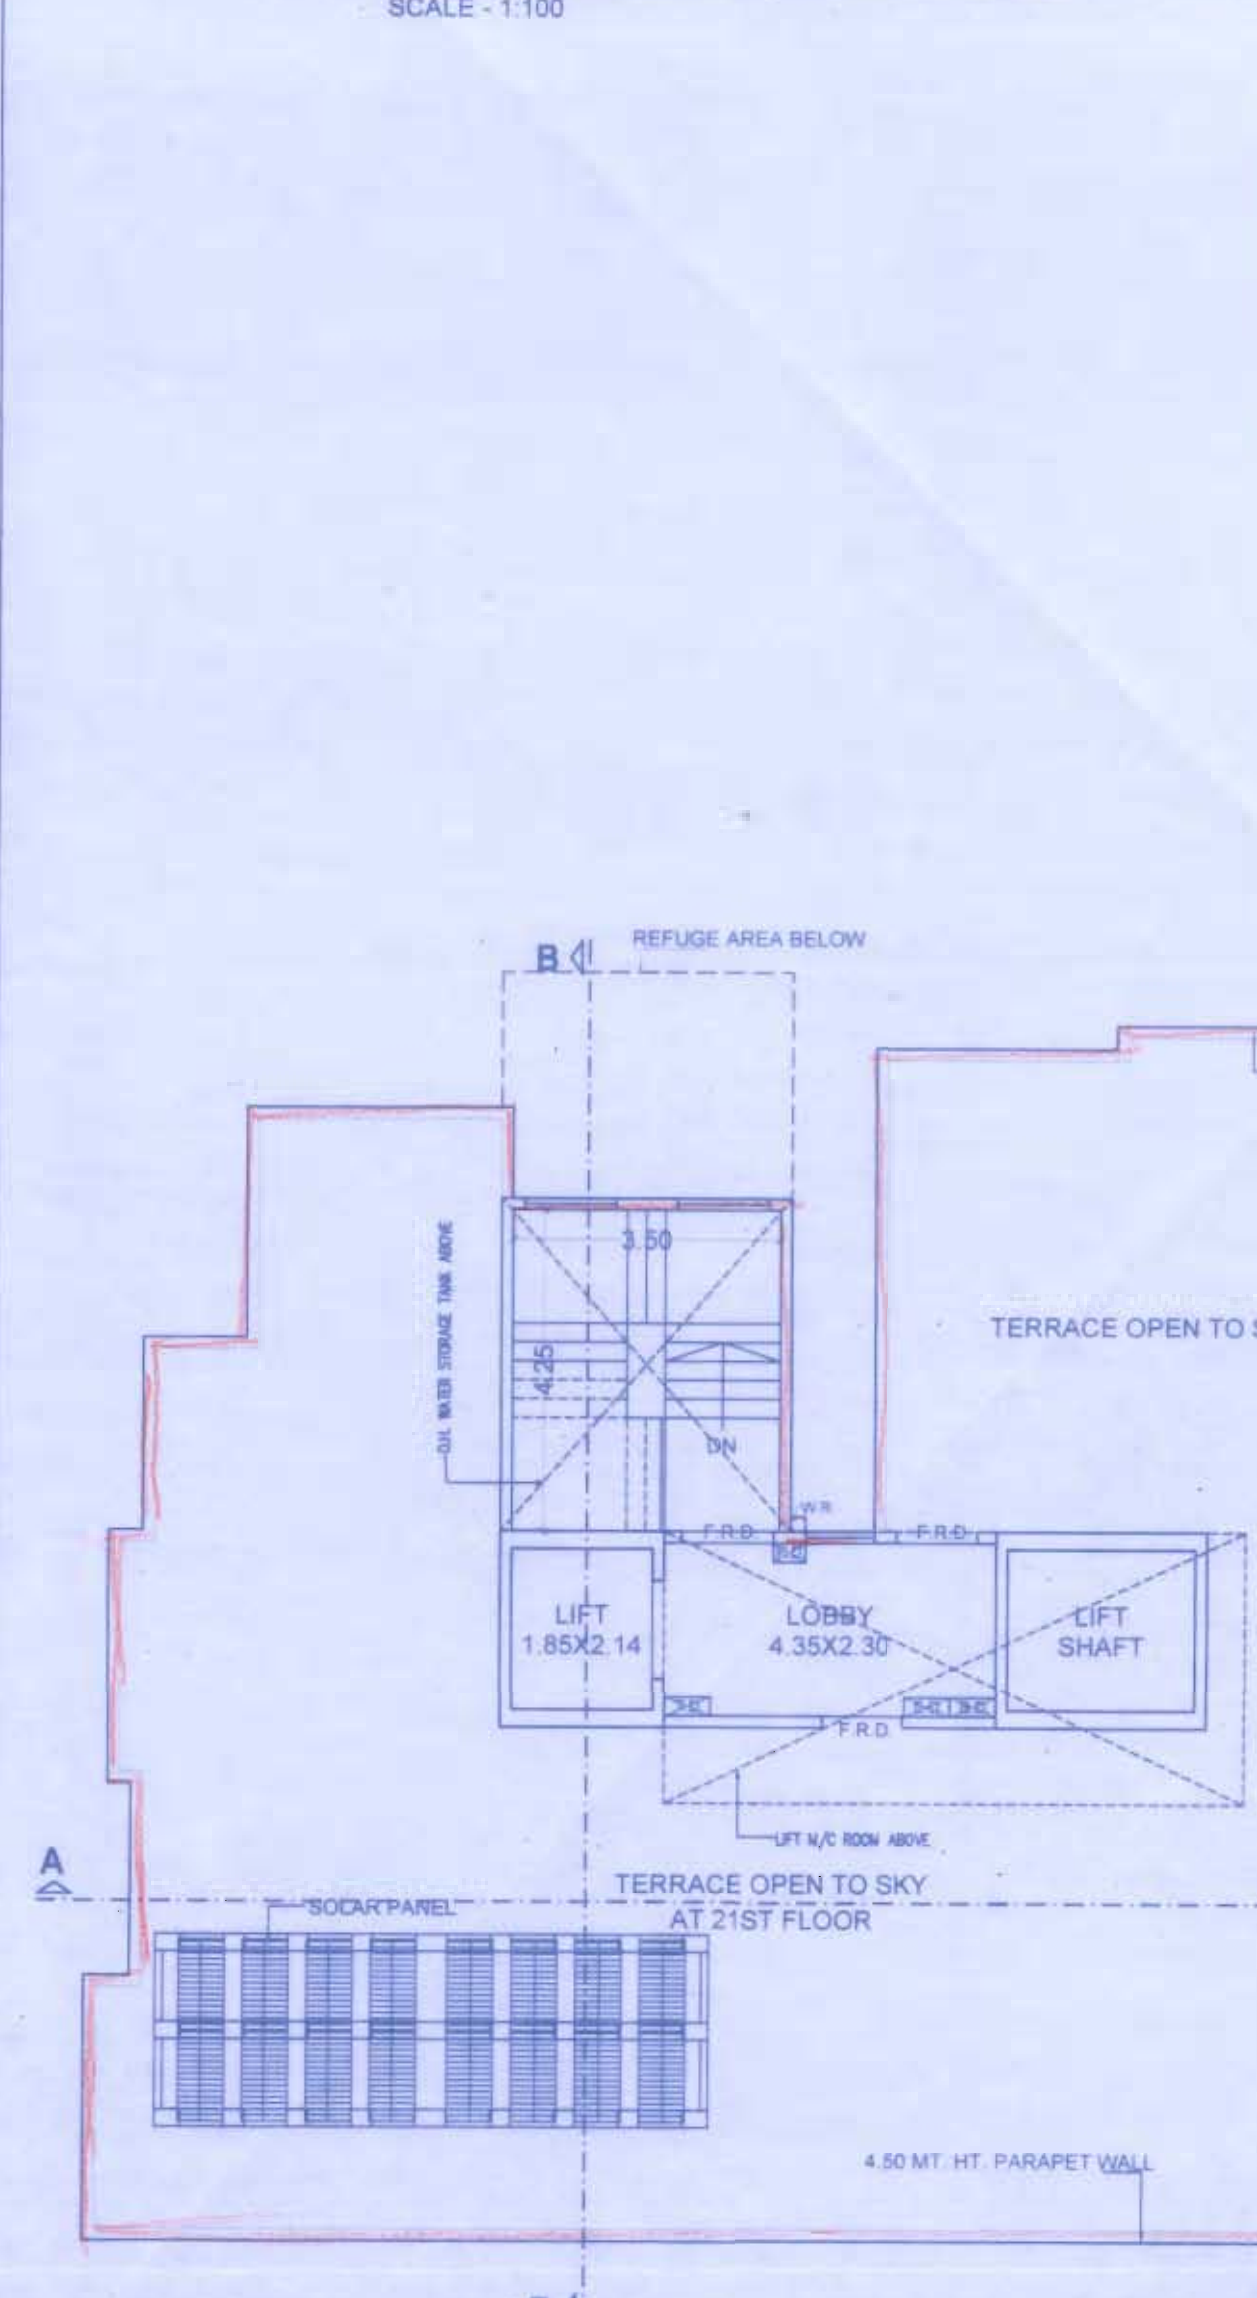 SCALE - 1:100
REFUGE AREA BELOW
B
3.50
O.H. WATER STORAGE TANK ABOVE
TERRACE OPEN TO
4.25
DN
W.R
F.R.D
F.R.D
LIFT
1.85X2.14
LOBBY
4.35X2.30
LIFT
SHAFT
F.R.D
LIFT M/C ROOM ABOVE
A
TERRACE OPEN TO SKY
AT 21ST FLOOR
SOLAR PANEL
4.50 MT. HT. PARAPET WALL